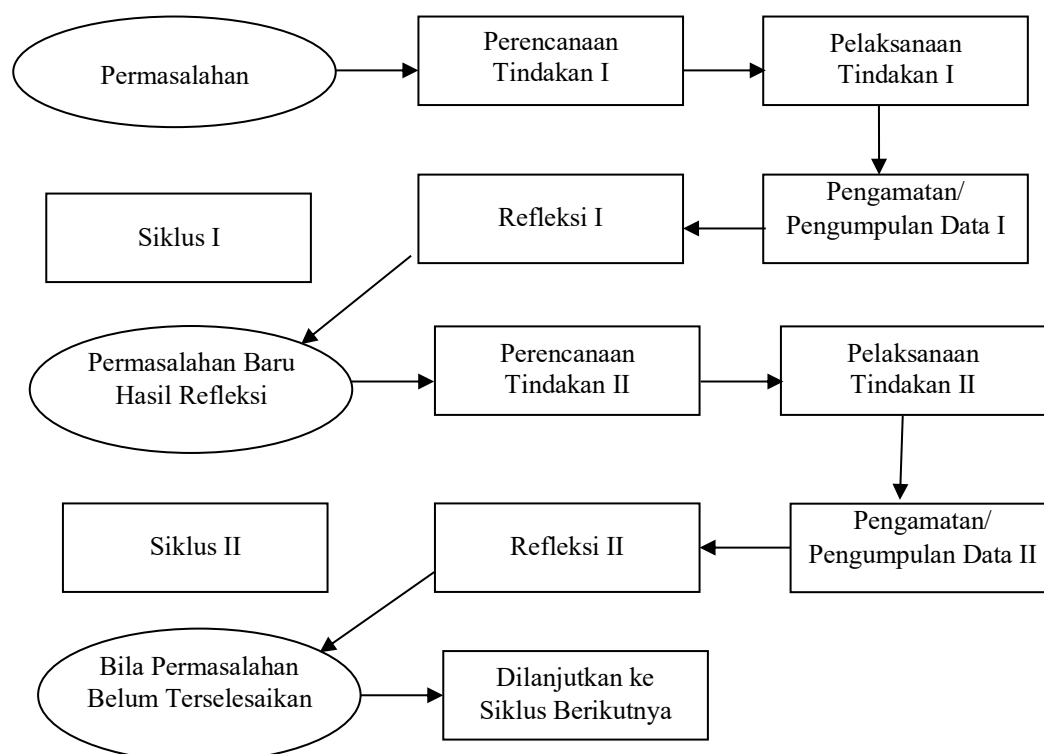 Permasalahan
Perencanaan
Tindakan I
Pelaksanaan
Tindakan I
Siklus I
Refleksi I
Pengamatan/
Pengumpulan Data I
Permasalahan Baru
Hasil Refleksi
Perencanaan
Tindakan II
Pelaksanaan
Tindakan II
Siklus II
Refleksi II
Pengamatan/
Pengumpulan Data II
Bila Permasalahan
Belum Terselesaikan
Dilanjutkan ke
Siklus Berikutnya